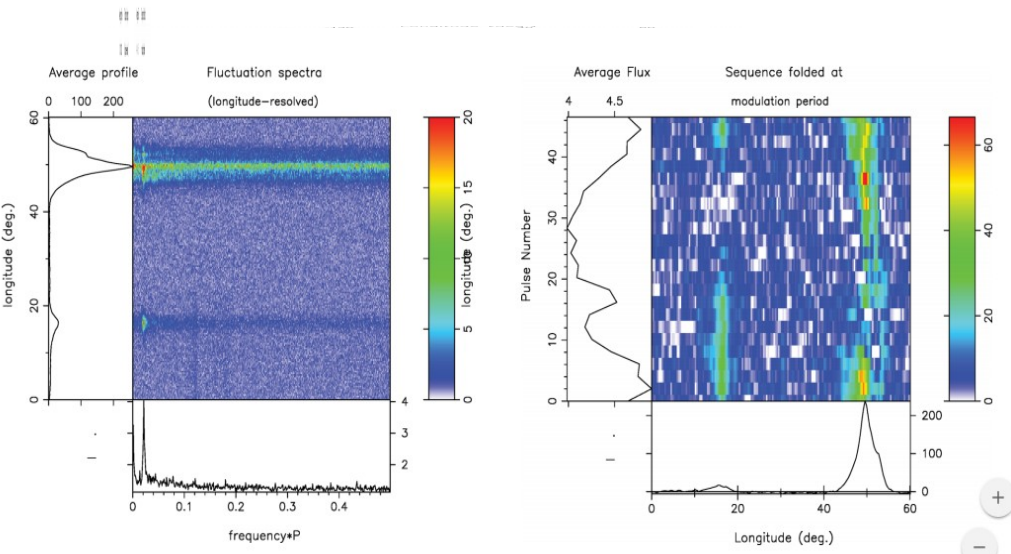 Average profile
Fluctuation spectra
(longitude-resolved)
0 100 200
60
40
20
0
longitude (deg.)
20
15
10
5
0
longitude (deg.)
4
3
2
0 0.1 0.2 0.3 0.4
frequency*P
Average Flux
Sequence folded at
modulation period
4 4.5
40
30
20
10
0
Pulse Number
60
40
20
0
200
100
0
0 20 40 60
Longitude (deg.)
+
−